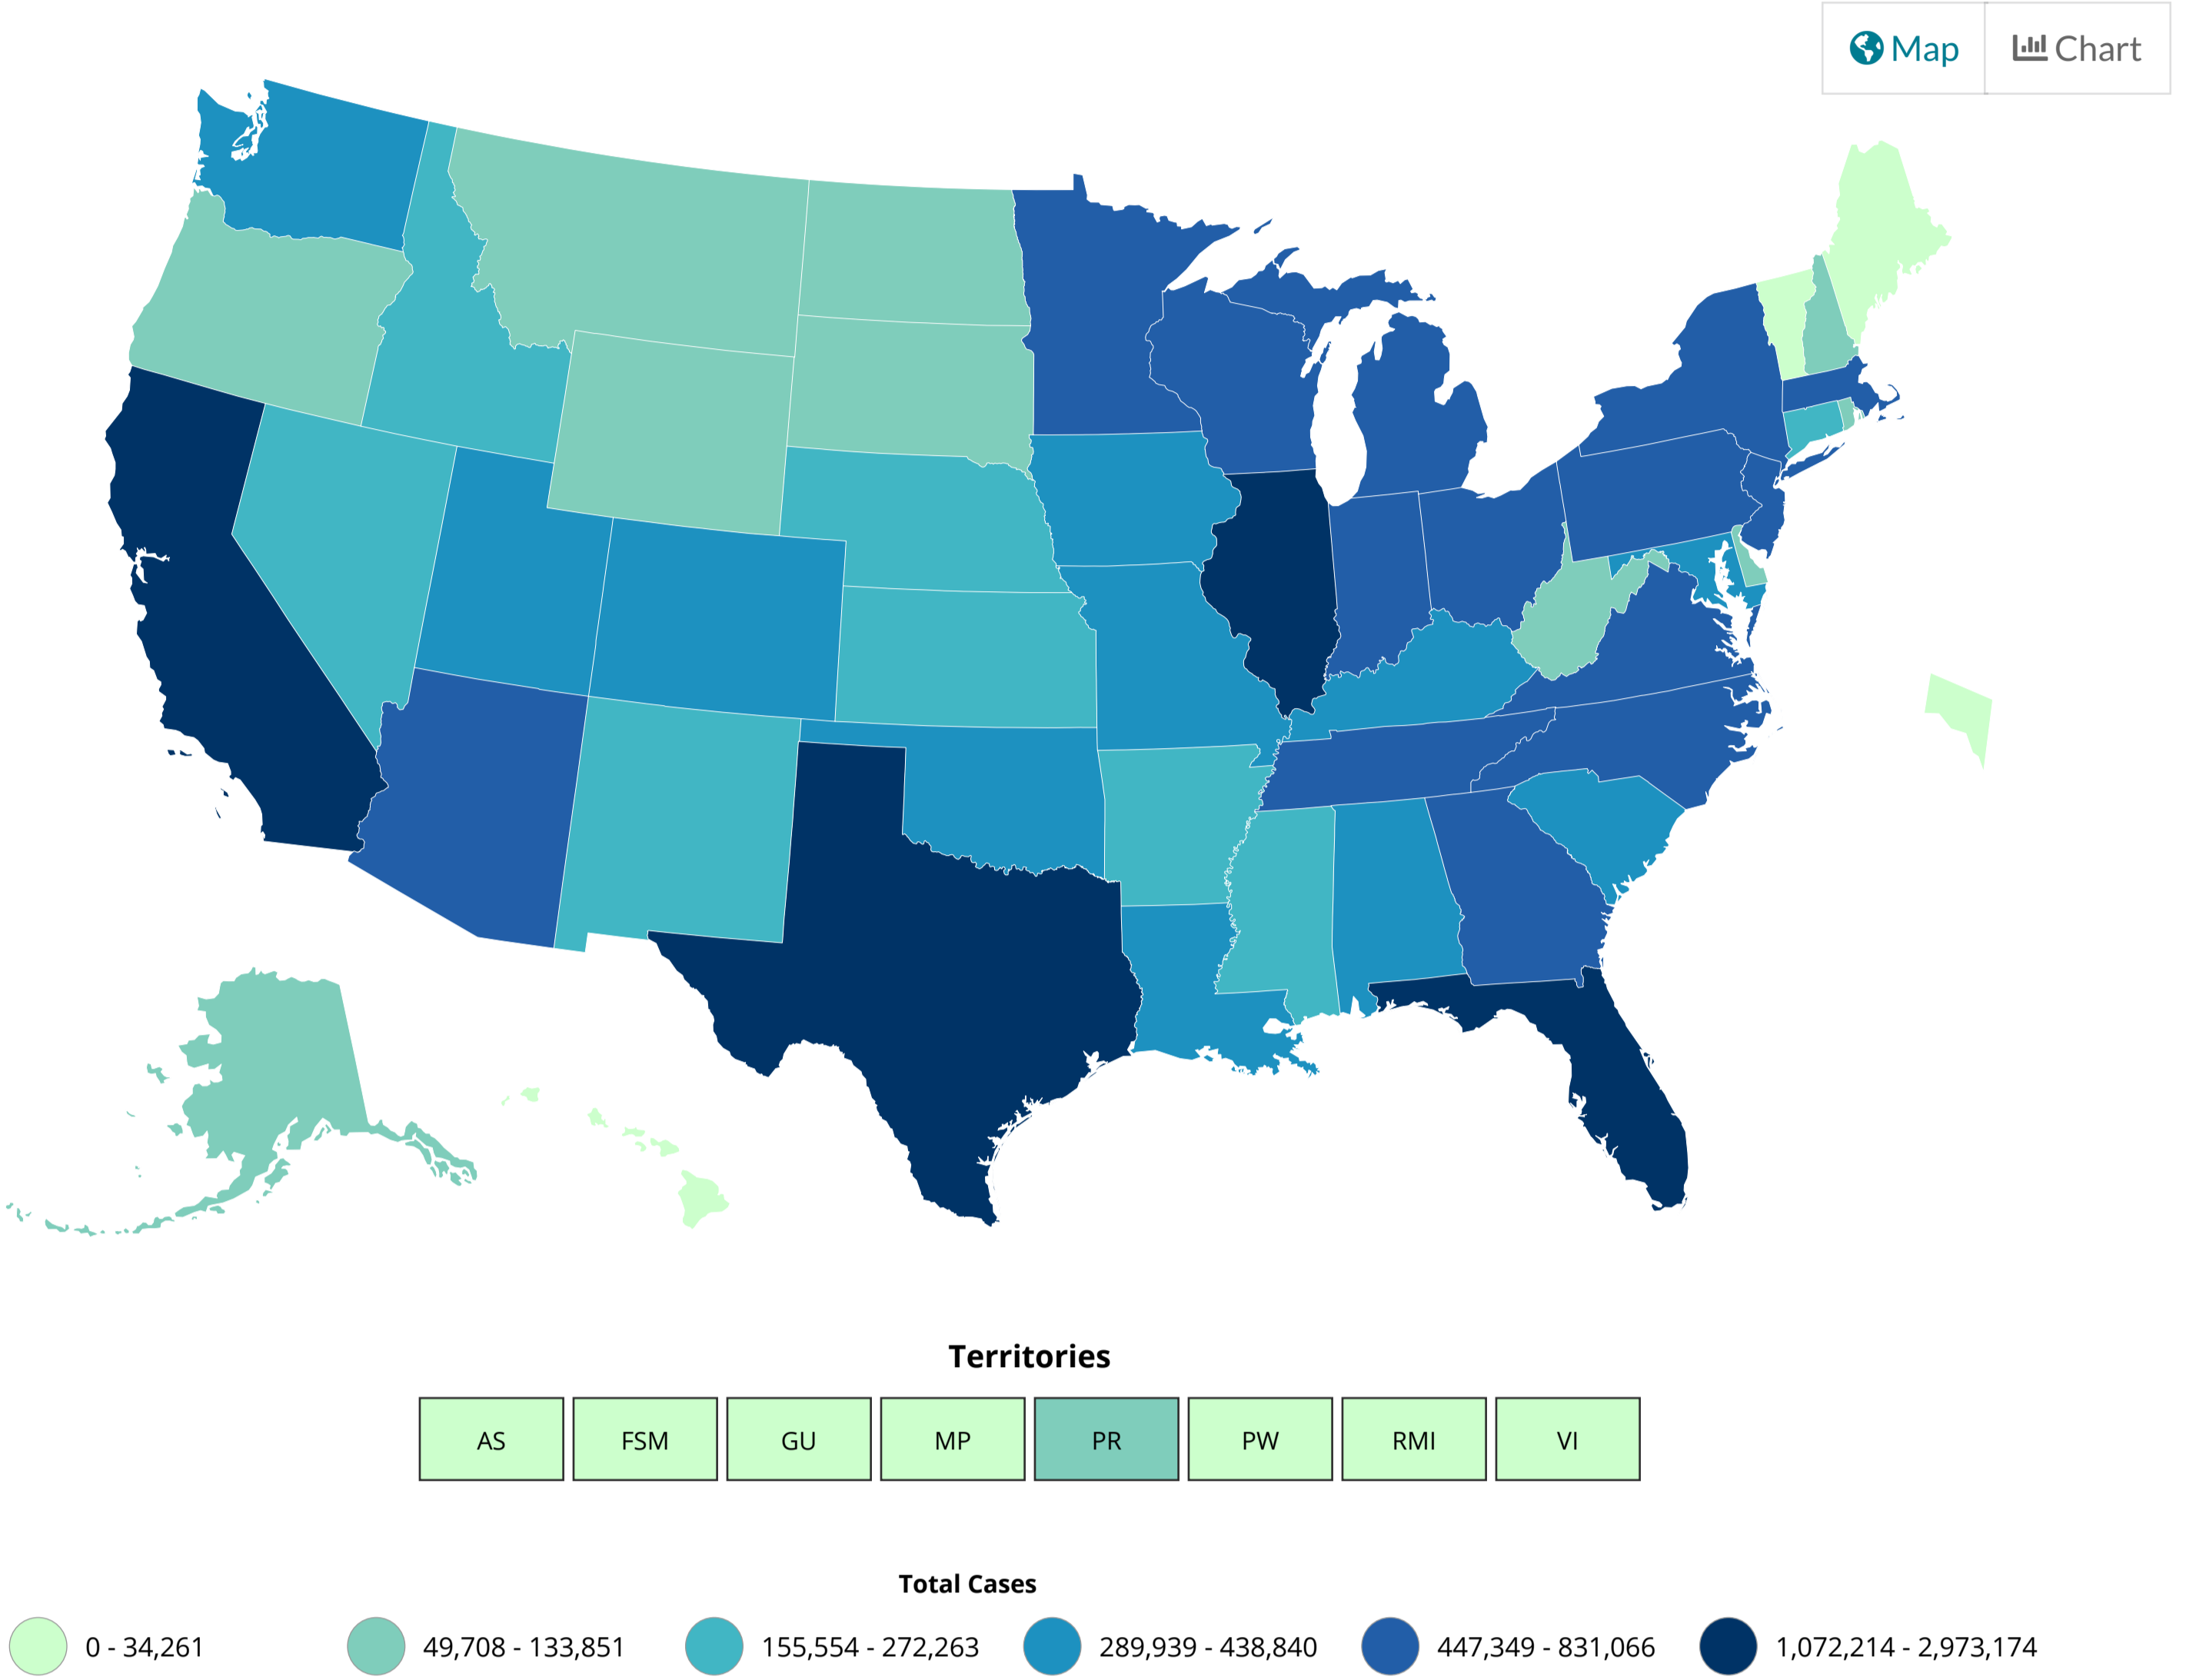 Map
Chart
Territories
AS
FSM
GU
MP
PR
PW
RMI
VI
Total Cases
0 - 34,261
49,708 - 133,851
155,554 - 272,263
289,939 - 438,840
447,349 - 831,066
1,072,214 - 2,973,174